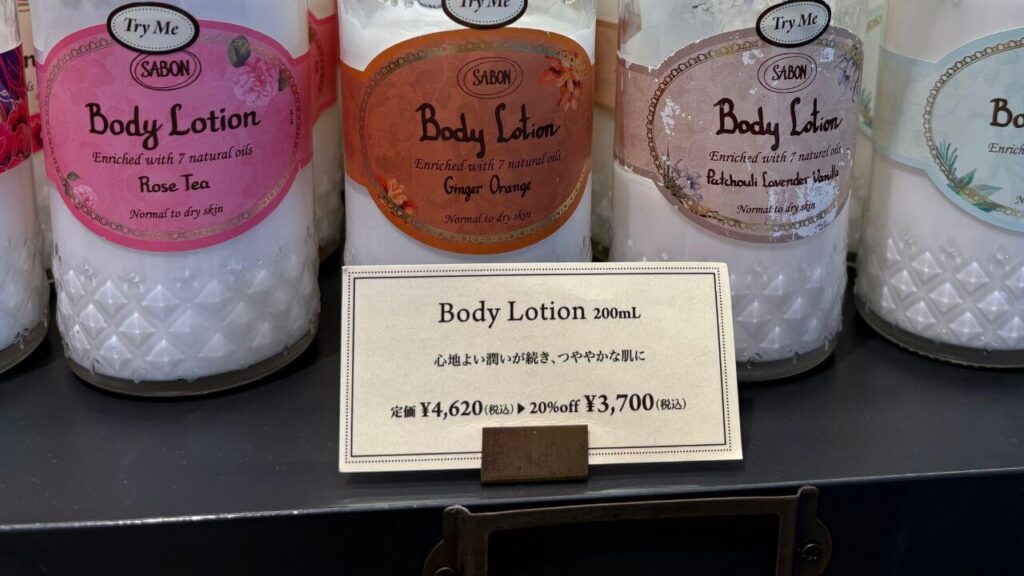 Try Me
SABON
Body Lotion
Enriched with 7 natural oils
Rose Tea
Normal to dry skin
Try Me
SABON
Body Lotion
Enriched with 7 natural oils
Ginger Orange
Normal to dry skin
Try Me
SABON
Body Lotion
Enriched with 7 natural oils
Patchouli Lavender Vanilla
Normal to dry skin
Body Lotion 200mL
心地よい潤いが続き、つややかな肌に
定価 ¥4,620(税込)▶20%off ¥3,700(税込)